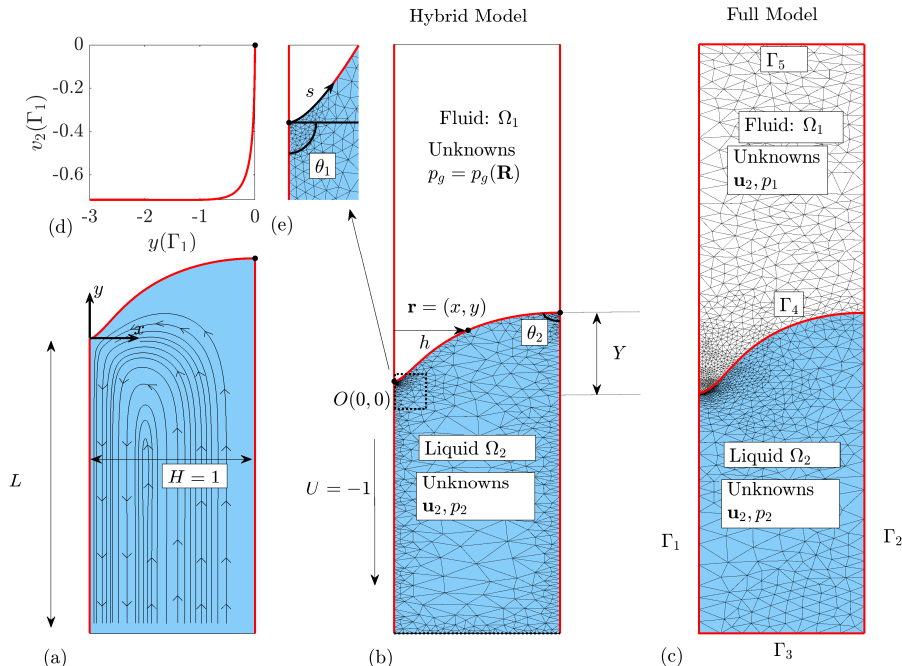 Hybrid Model
Full Model
0
-0.2
-0.4
-0.6
v₂(Γ₁)
-3
-2
-1
0
y(Γ₁)
(d)
s
θ₁
(e)
y
x
L
H = 1
(a)
Fluid: Ω₁
Unknowns
p_g = p_g(𝐑)
𝐫 = (x, y)
h
θ₂
Y
O(0, 0)
U = −1
Liquid Ω₂
Unknowns
𝐮₂, p₂
(b)
Γ₅
Fluid: Ω₁
Unknowns
𝐮₂, p₁
Γ₄
Liquid Ω₂
Unknowns
𝐮₂, p₂
Γ₁
Γ₂
Γ₃
(c)